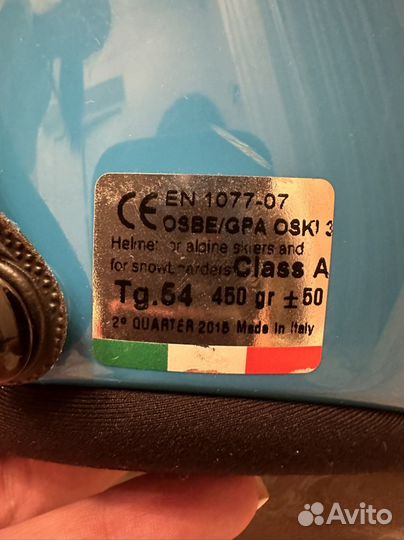 CE EN 1077-07
OSBE/GPA OSKI 3
Helmet for alpine skiers and
for snowboarders Class A
Tg.54 450 gr ±50
2° QUARTER 2015 Made in Italy
Avito